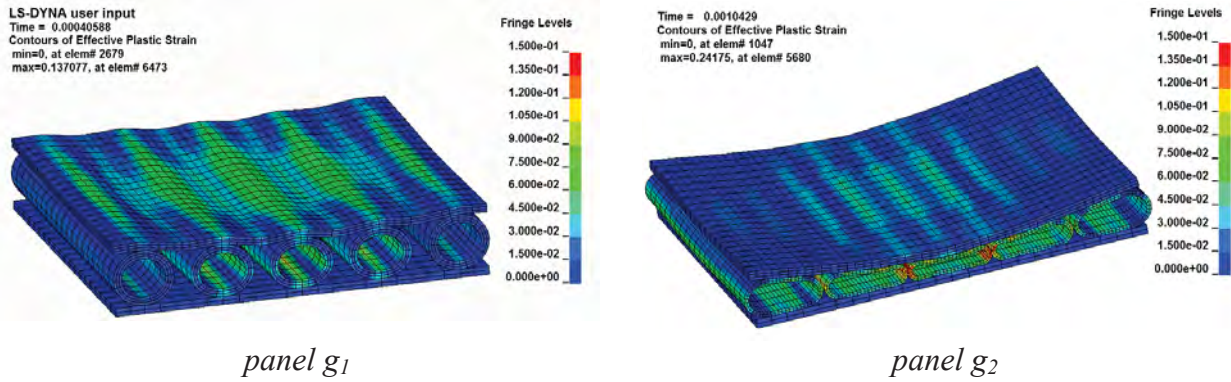 LS-DYNA user input
Time = 0.00040588
Contours of Effective Plastic Strain
min=0, at elem# 2679
max=0.137077, at elem# 6473
Fringe Levels
1.500e-01
1.350e-01
1.200e-01
1.050e-01
9.000e-02
7.500e-02
6.000e-02
4.500e-02
3.000e-02
1.500e-02
0.000e+00
panel g1
Time = 0.0010429
Contours of Effective Plastic Strain
min=0, at elem# 1047
max=0.24175, at elem# 5680
Fringe Levels
1.500e-01
1.350e-01
1.200e-01
1.050e-01
9.000e-02
7.500e-02
6.000e-02
4.500e-02
3.000e-02
1.500e-02
0.000e+00
panel g2